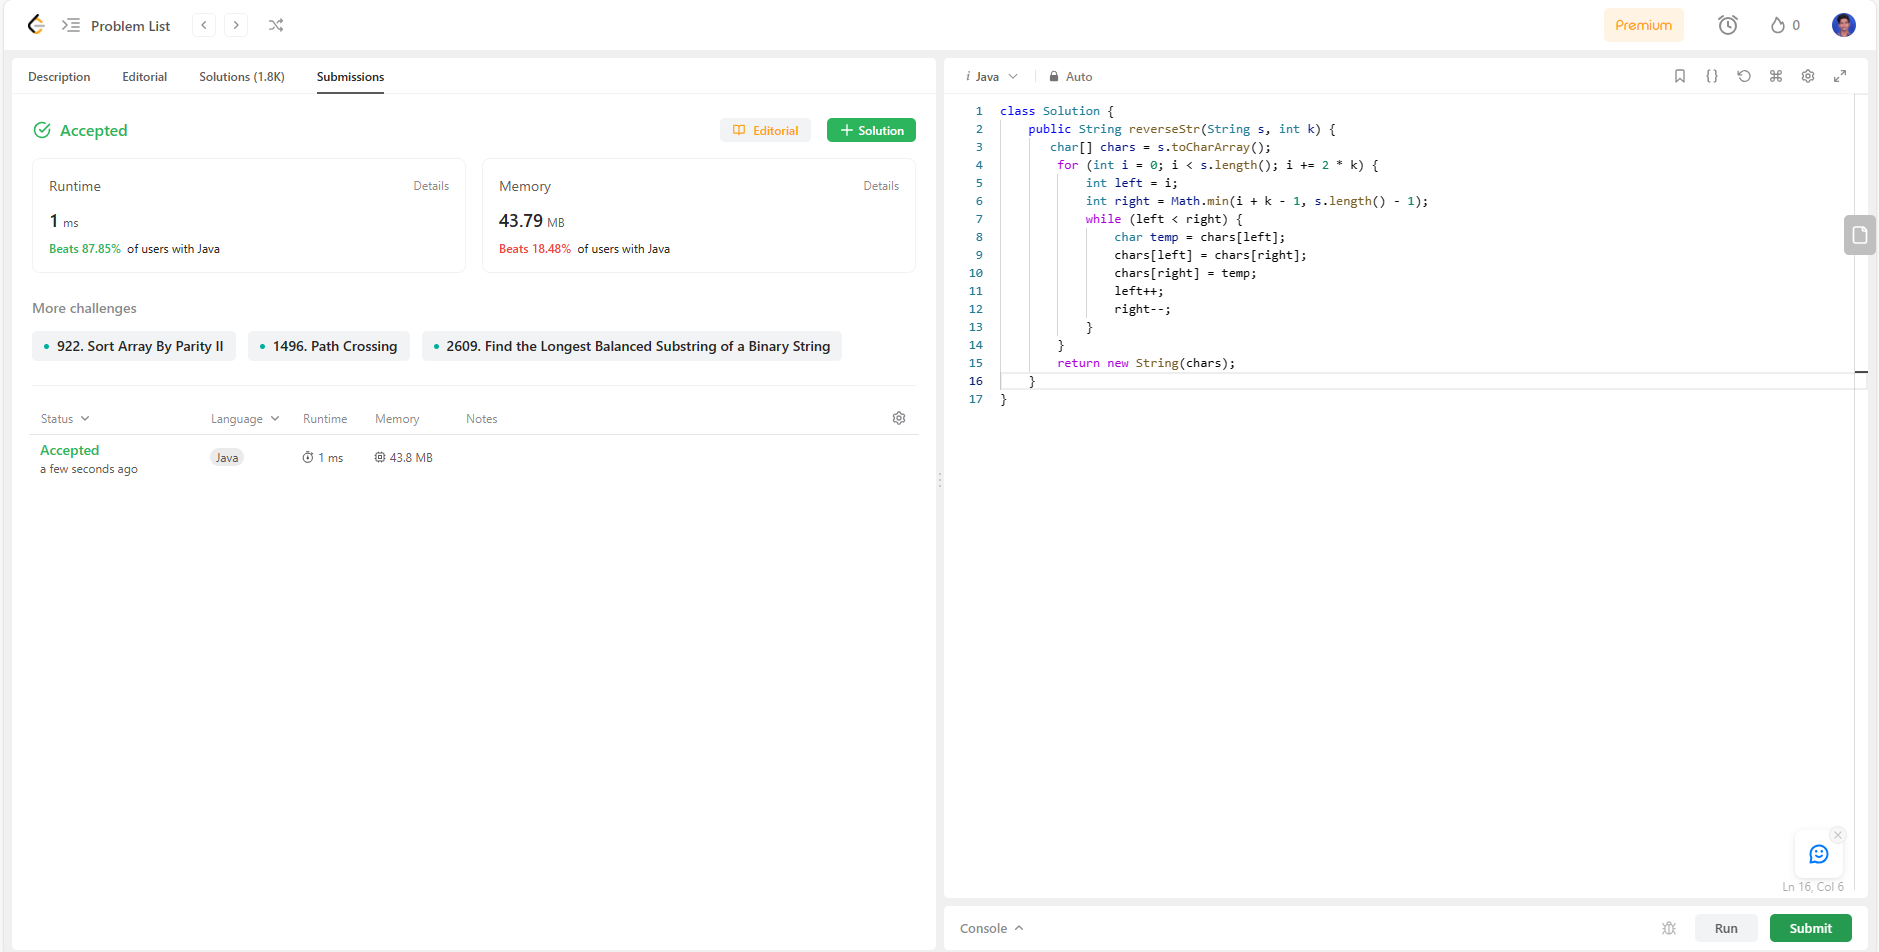 Problem List
Premium
0
Description Editorial Solutions (1.8K) Submissions
Accepted
Editorial
Solution
Runtime Details
1 ms
Beats 87.85% of users with Java
Memory Details
43.79 MB
Beats 18.48% of users with Java
More challenges
922. Sort Array By Parity II
1496. Path Crossing
2609. Find the Longest Balanced Substring of a Binary String
Status Language Runtime Memory Notes
Accepted
a few seconds ago
Java
1 ms
43.8 MB
i Java
Auto
1 class Solution {
2     public String reverseStr(String s, int k) {
3        char[] chars = s.toCharArray();
4         for (int i = 0; i < s.length(); i += 2 * k) {
5             int left = i;
6             int right = Math.min(i + k - 1, s.length() - 1);
7             while (left < right) {
8                 char temp = chars[left];
9                 chars[left] = chars[right];
10                 chars[right] = temp;
11                 left++;
12                 right--;
13             }
14         }
15         return new String(chars);
16     }
17 }
Ln 16, Col 6
Console
Run
Submit